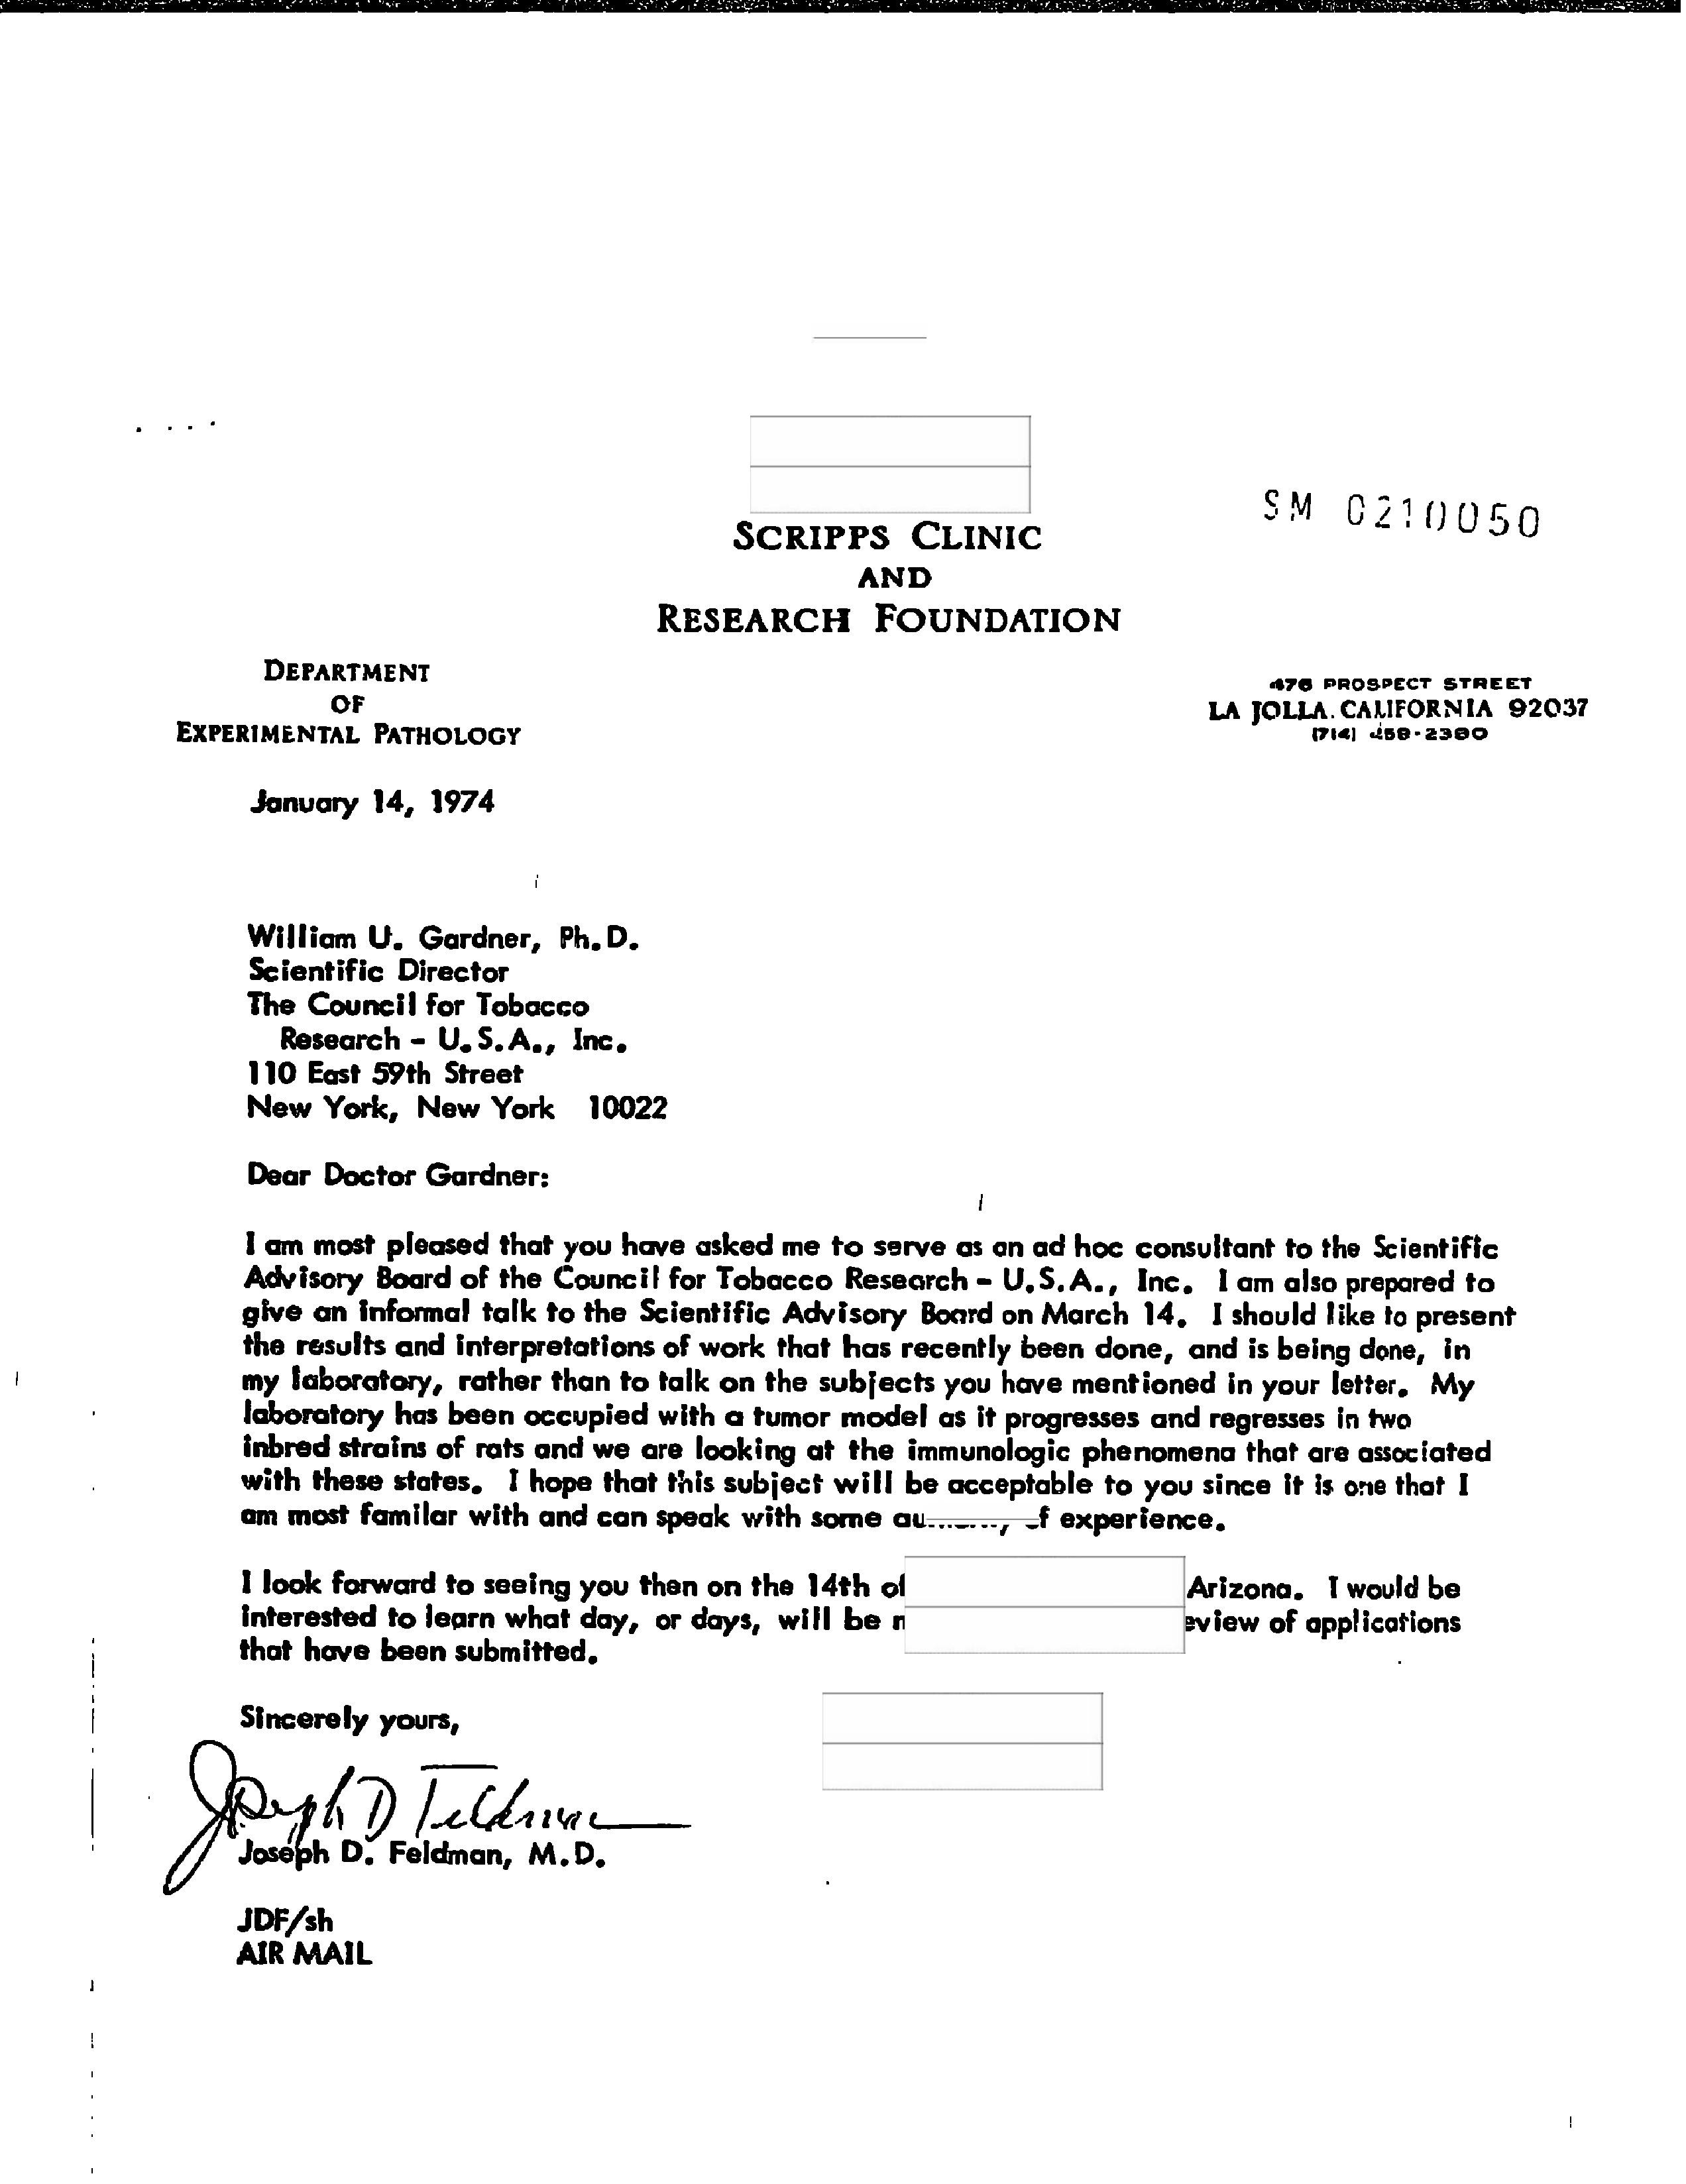 SM 0210050
SCRIPPS CLINIC
AND
RESEARCH FOUNDATION
DEPARTMENT
OF
EXPERIMENTAL PATHOLOGY
476 PROSPECT STREET
LA JOLLA, CALIFORNIA 92037
January 14, 1974
William U. Gardner, Ph.D.
Scientific Director
The Council for Tobacco
Research - U.S.A., Inc.
110 East 59th Street
New York, New York 10022
Dear Doctor Gardner:
I am most pleased that you have asked me to serve as an ad hoc consultant to the Scientific
Advisory Board of the Council for Tobacco Research - U.S.A., Inc. I am also prepared to
give an informal talk to the Scientific Advisory Board on March 14. I should like to present
the results and interpretations of work that has recently been done, and is being done, in
my laboratory, rather than to talk on the subjects you have mentioned in your letter. My
laboratory has been occupied with a tumor model as it progresses and regresses in two
inbred strains of rats and we are looking at the immunologic phenomena that are associated
with these states. I hope that this subject will be acceptable to you since it is one that I
am most familar with and can speak with some experience.
I look forward to seeing you then on the 14th Arizona. I would be
interested to learn what day, or days, will be of applications
that have been submitted.
Sincerely yours,
Joseph D Feldman
Joseph D. Feldman, M.D.
JDF/sh
AIR MAIL